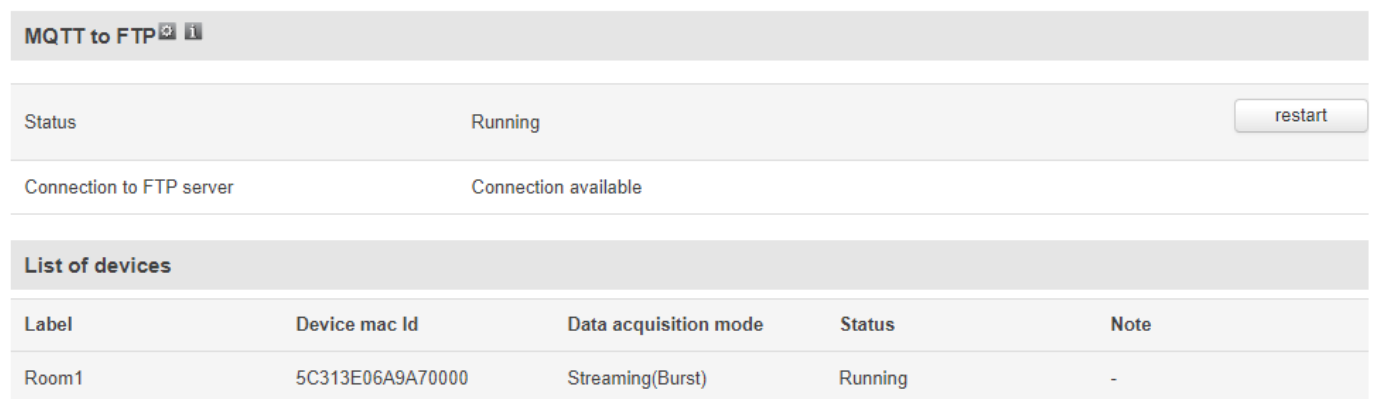 MQTT to FTP
Status Running restart
Connection to FTP server Connection available
List of devices
Label Device mac Id Data acquisition mode Status Note
Room1 5C313E06A9A70000 Streaming(Burst) Running -